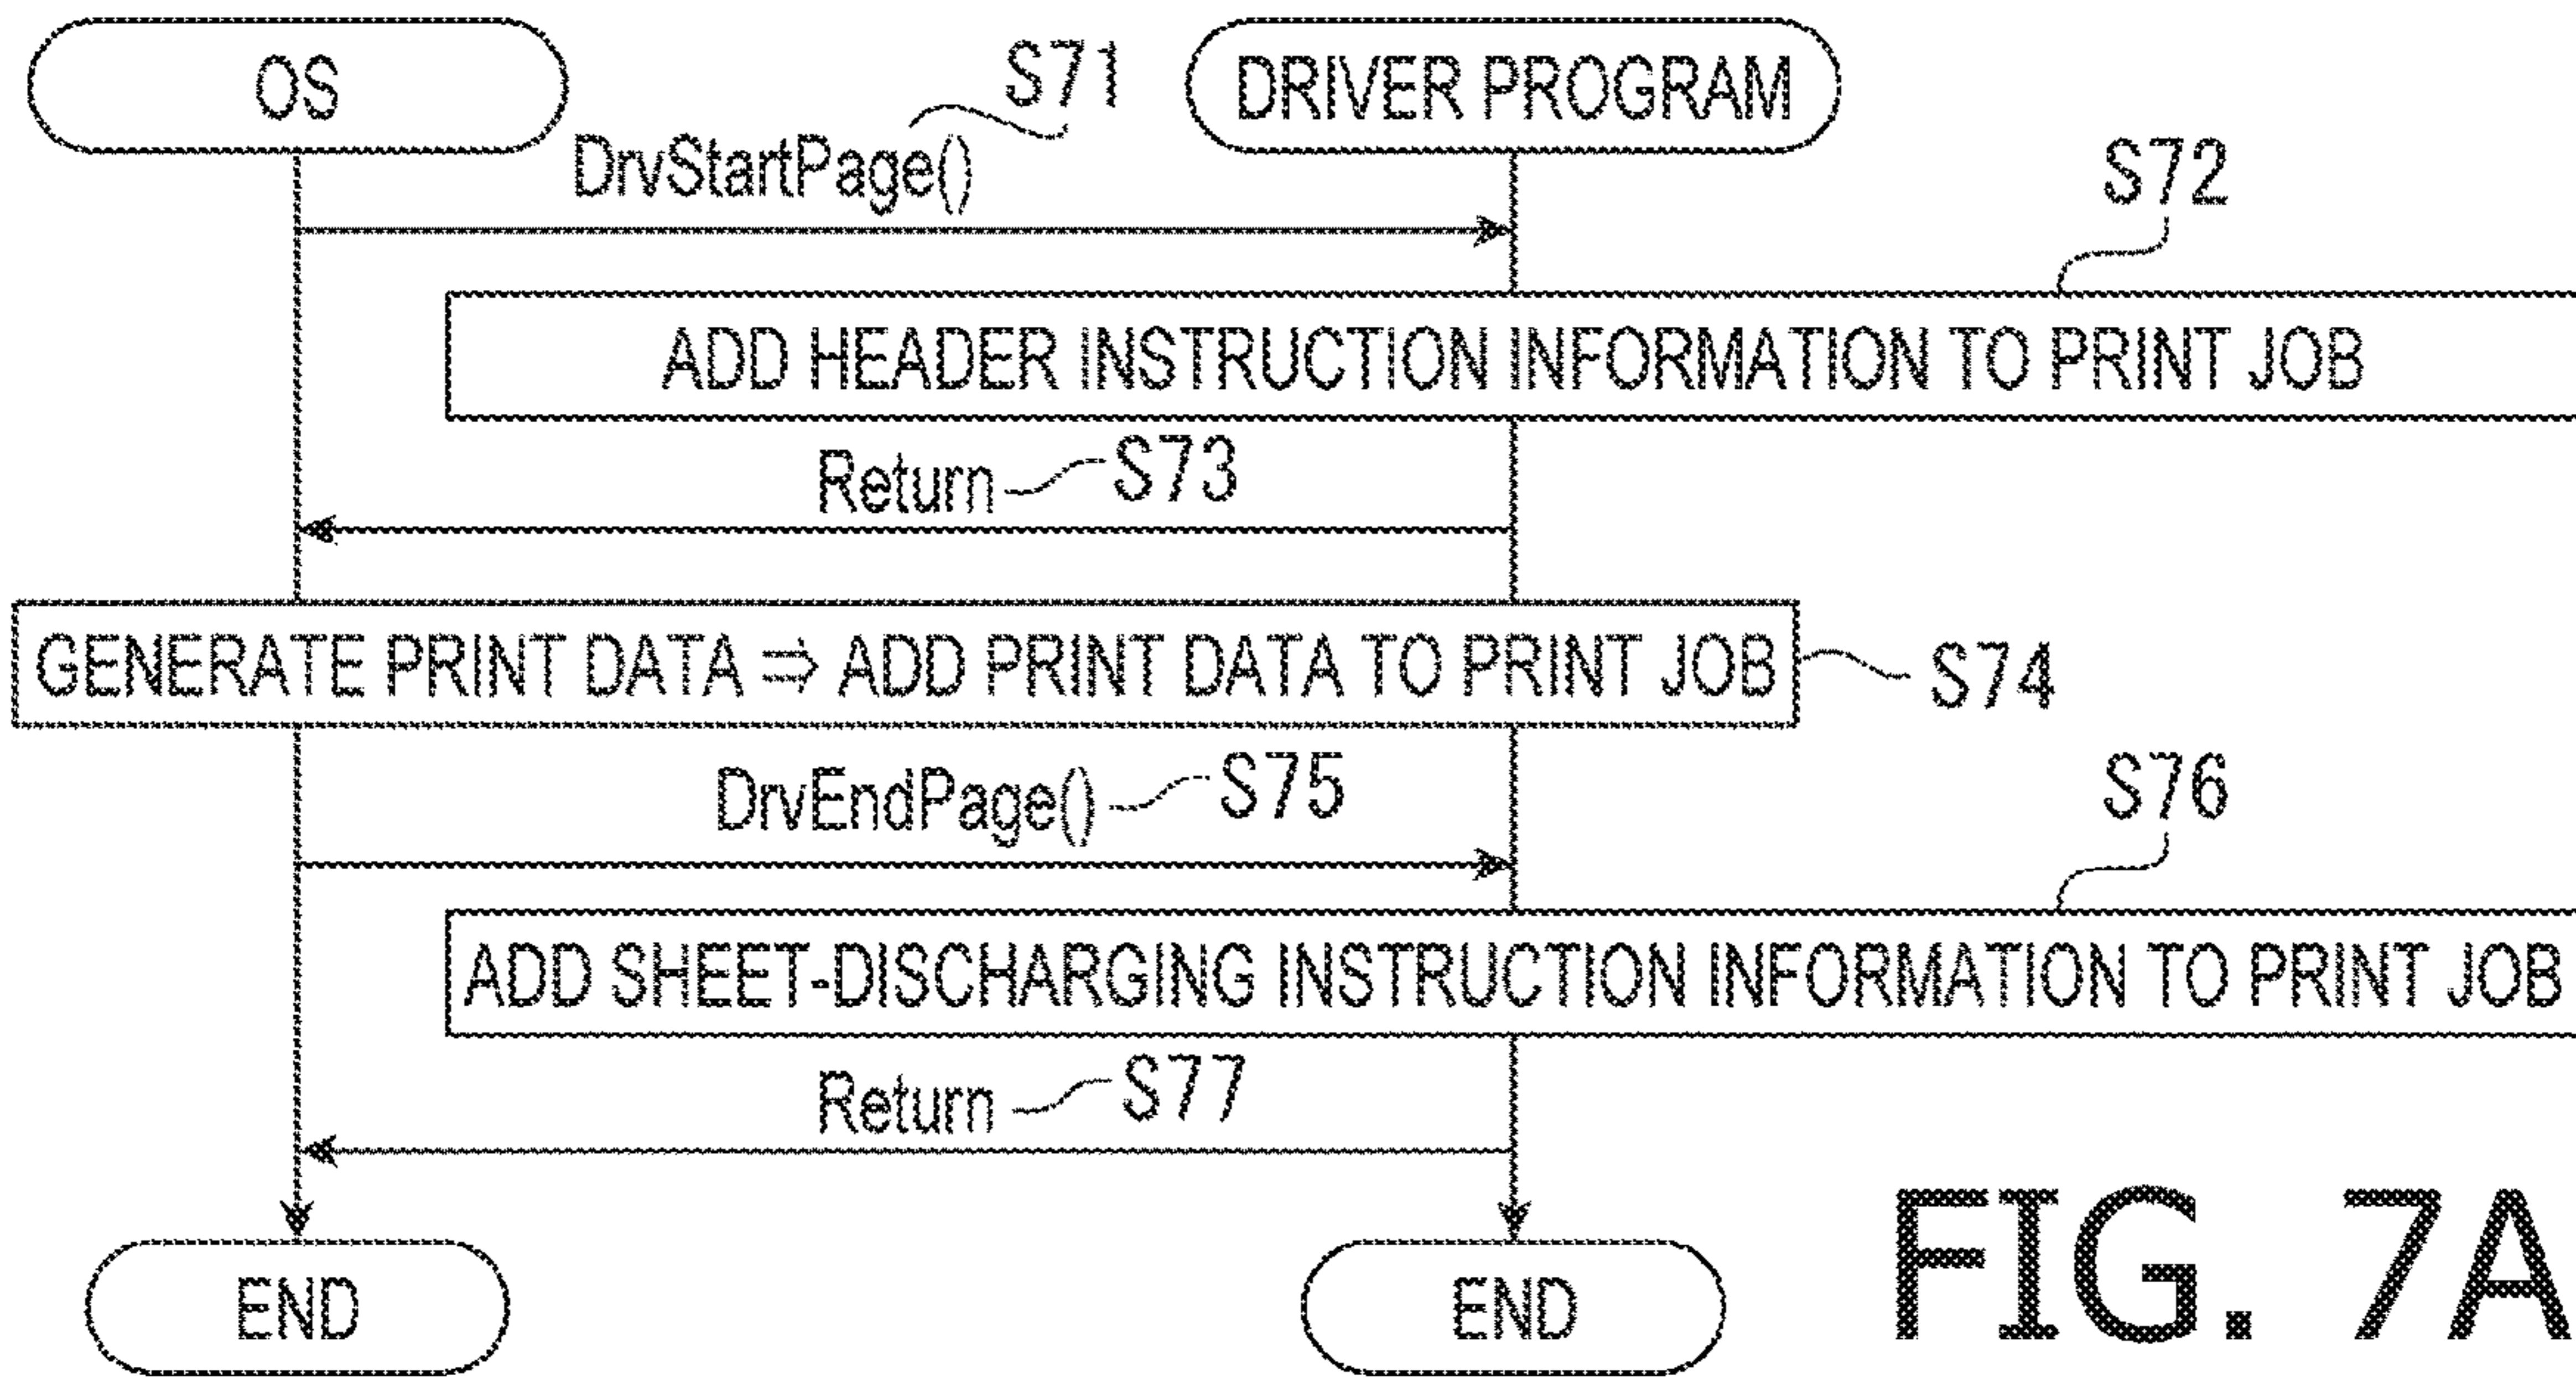 OS
DRIVER PROGRAM
S71
DrvStartPage()
S72
ADD HEADER INSTRUCTION INFORMATION TO PRINT JOB
Return
S73
GENERATE PRINT DATA ⇒ ADD PRINT DATA TO PRINT JOB
S74
DrvEndPage()
S75
S76
ADD SHEET-DISCHARGING INSTRUCTION INFORMATION TO PRINT JOB
Return
S77
END
END
FIG. 7A